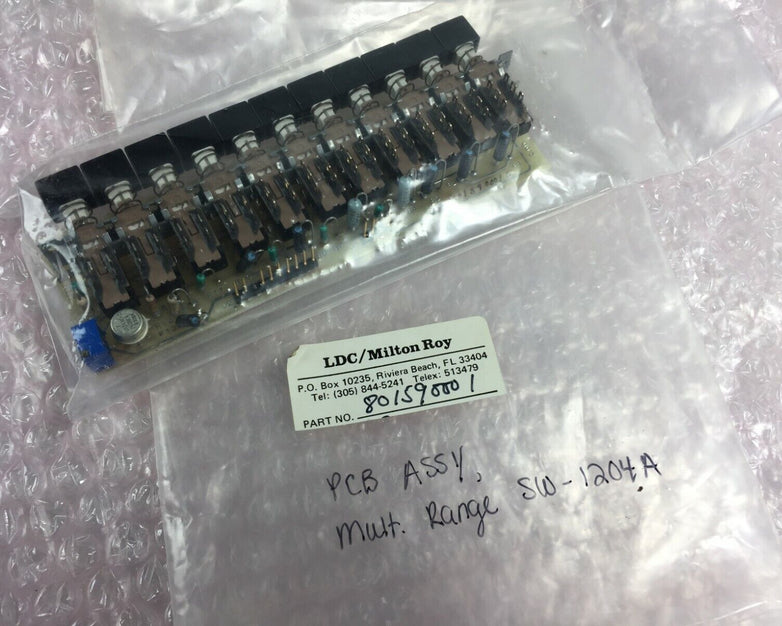 LDC/Milton Roy
P.O. Box 10235, Riviera Beach, FL 33404
Tel: (305) 844-5241 Telex: 513479
PART NO. 801590001
PCB ASSY,
Mult. Range SW-1204A